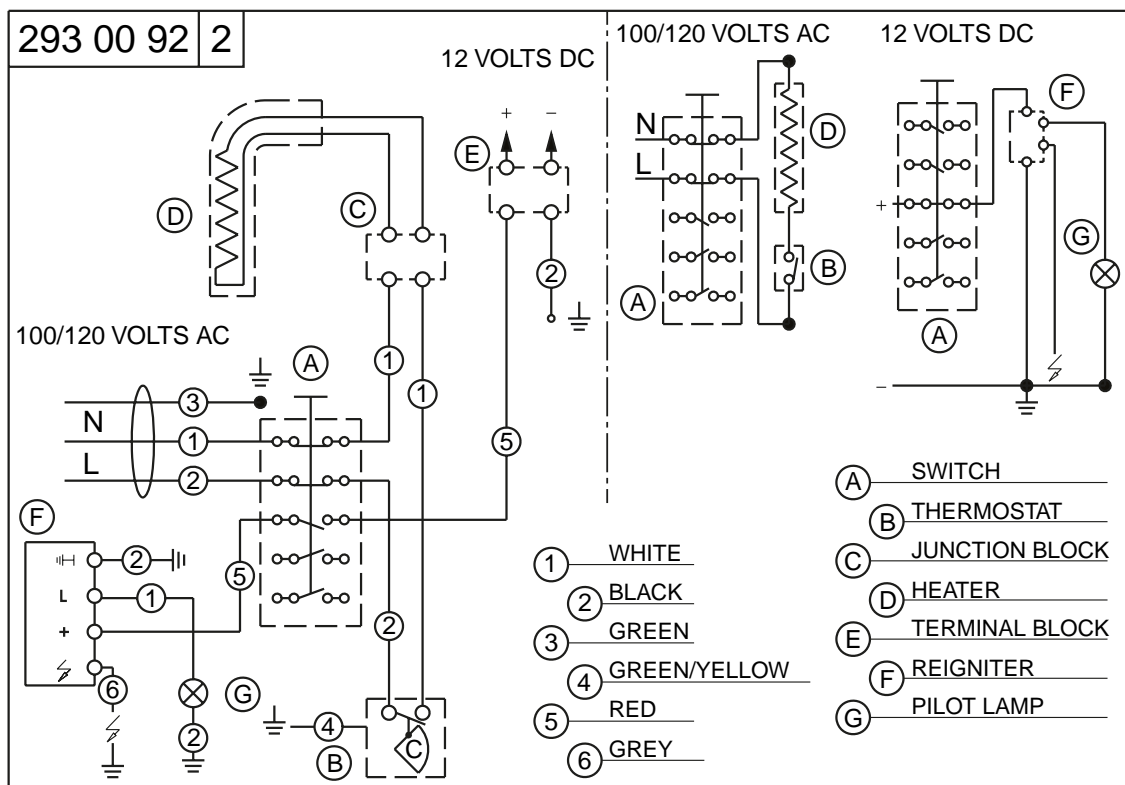 293 00 92 2
12 VOLTS DC
+ −
E
D
C
2
100/120 VOLTS AC
A
1
1
3
N
1
L
2
5
F
2
L
1
5
+
2
6
G
2
4
B
C
100/120 VOLTS AC
N
L
D
B
A
12 VOLTS DC
F
+
G
A
−
1 WHITE
2 BLACK
3 GREEN
4 GREEN/YELLOW
5 RED
6 GREY
A SWITCH
B THERMOSTAT
C JUNCTION BLOCK
D HEATER
E TERMINAL BLOCK
F REIGNITER
G PILOT LAMP